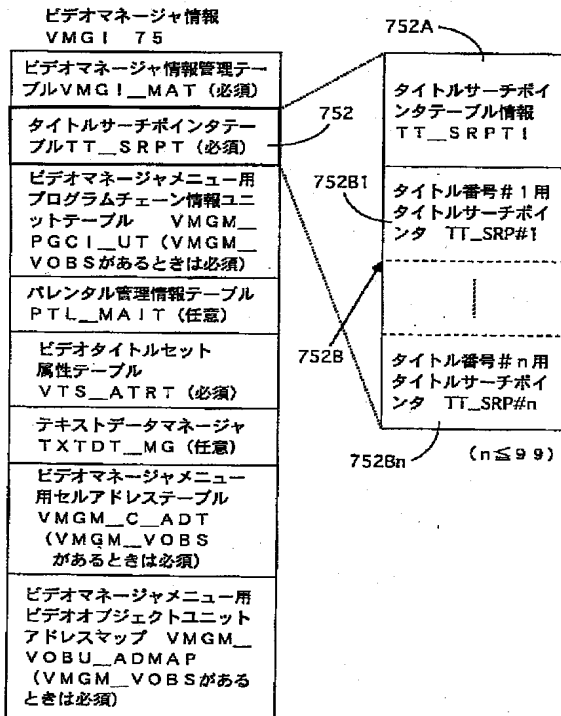 ビデオマネージャ情報
VMGI 75
ビデオマネージャ情報管理テー
ブルVMGI__MAT(必須)
タイトルサーチポインタテー
ブルTT__SRPT(必須)
ビデオマネージャメニュー用
プログラムチェーン情報ユニ
ットテーブル VMGM__
PGCI__UT(VMGM__
VOBSがあるときは必須)
パレンタル管理情報テーブル
PTL__MAIT(任意)
ビデオタイトルセット
属性テーブル
VTS__ATRT(必須)
テキストデータマネージャ
TXTDT__MG(任意)
ビデオマネージャメニュー
用セルアドレステーブル
VMGM__C__ADT
(VMGM__VOBS
があるときは必須)
ビデオマネージャメニュー用
ビデオオブジェクトユニット
アドレスマップ VMGM__
VOBU__ADMAP
(VMGM__VOBSがある
ときは必須)
752
752A
タイトルサーチポイ
ンタテーブル情報
TT__SRPTI
752B1
タイトル番号#1用
タイトルサーチポイ
ンタ TT_SRP#1
752B
タイトル番号#n用
タイトルサーチポイ
ンタ TT_SRP#n
752Bn
(n≦99)